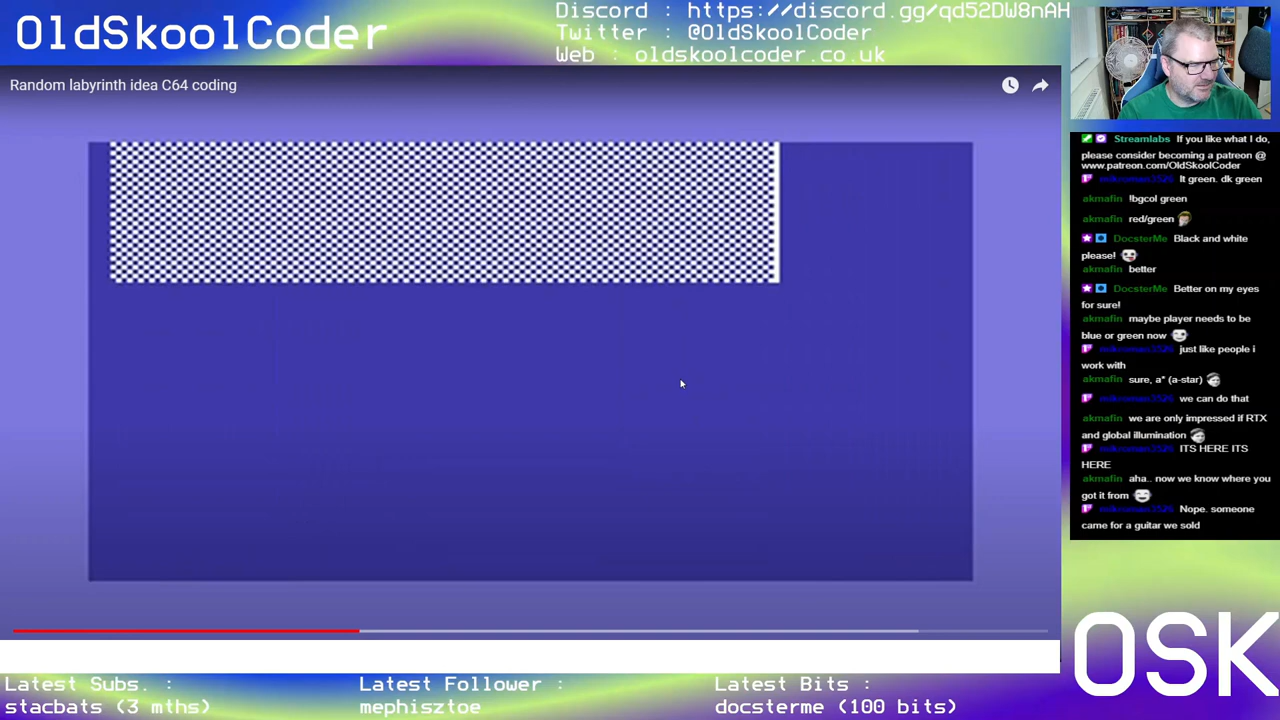 OldSkoolCoder
Discord : https://discord.gg/qd52DW8nAH
Twitter : @OldSkoolCoder
Web : oldskoolcoder.co.uk
Random labyrinth idea C64 coding
Streamlabs If you like what I do,
please consider becoming a patreon @
www.patreon.com/OldSkoolCoder
lt green. dk green
akmafin !bgcol green
akmafin red/green
DocsterMe Black and white
please!
akmafin better
DocsterMe Better on my eyes
for sure!
akmafin maybe player needs to be
blue or green now
just like people i
work with
akmafin sure, a* (a-star)
we can do that
akmafin we are only impressed if RTX
and global illumination
ITS HERE ITS
HERE
akmafin aha.. now we know where you
got it from
Nope. someone
came for a guitar we sold
OSK
Latest Subs. :
stacbats (3 mths)
Latest Follower :
mephisztoe
Latest Bits :
docsterme (100 bits)